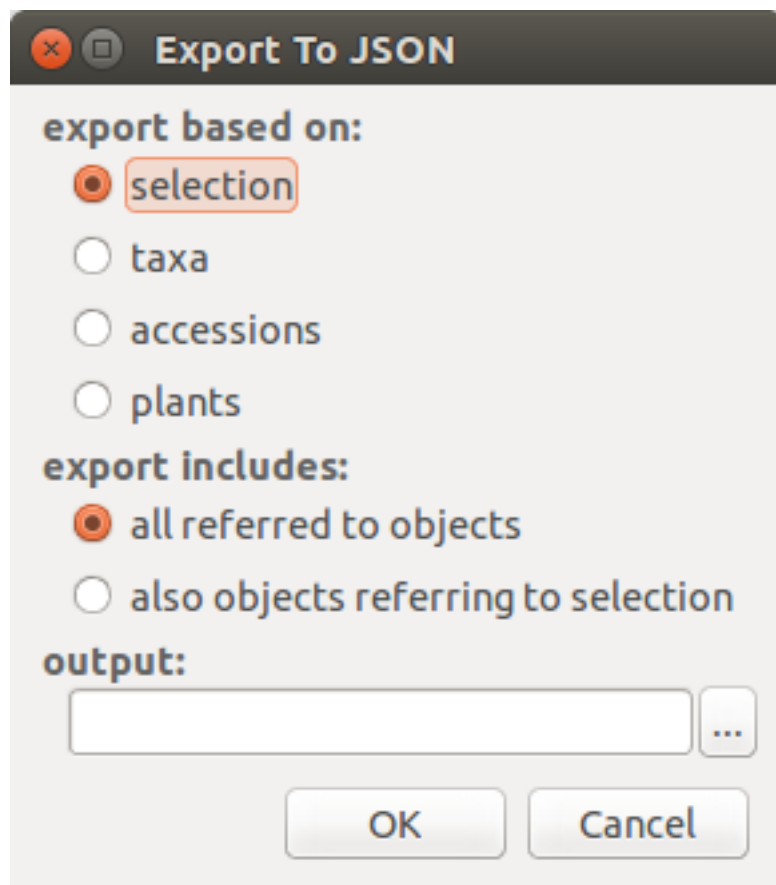 Export To JSON
export based on:
selection
taxa
accessions
plants
export includes:
all referred to objects
also objects referring to selection
output:
...
OK Cancel